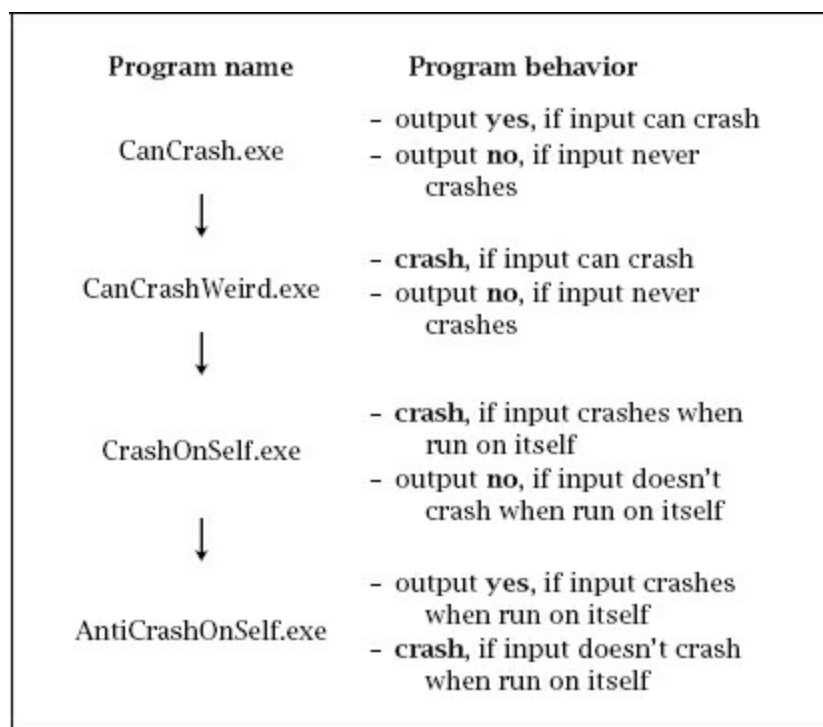 Program name
Program behavior
CanCrash.exe
– output yes, if input can crash
– output no, if input never
crashes
CanCrashWeird.exe
– crash, if input can crash
– output no, if input never
crashes
CrashOnSelf.exe
– crash, if input crashes when
run on itself
– output no, if input doesn't
crash when run on itself
AntiCrashOnSelf.exe
– output yes, if input crashes
when run on itself
– crash, if input doesn't crash
when run on itself